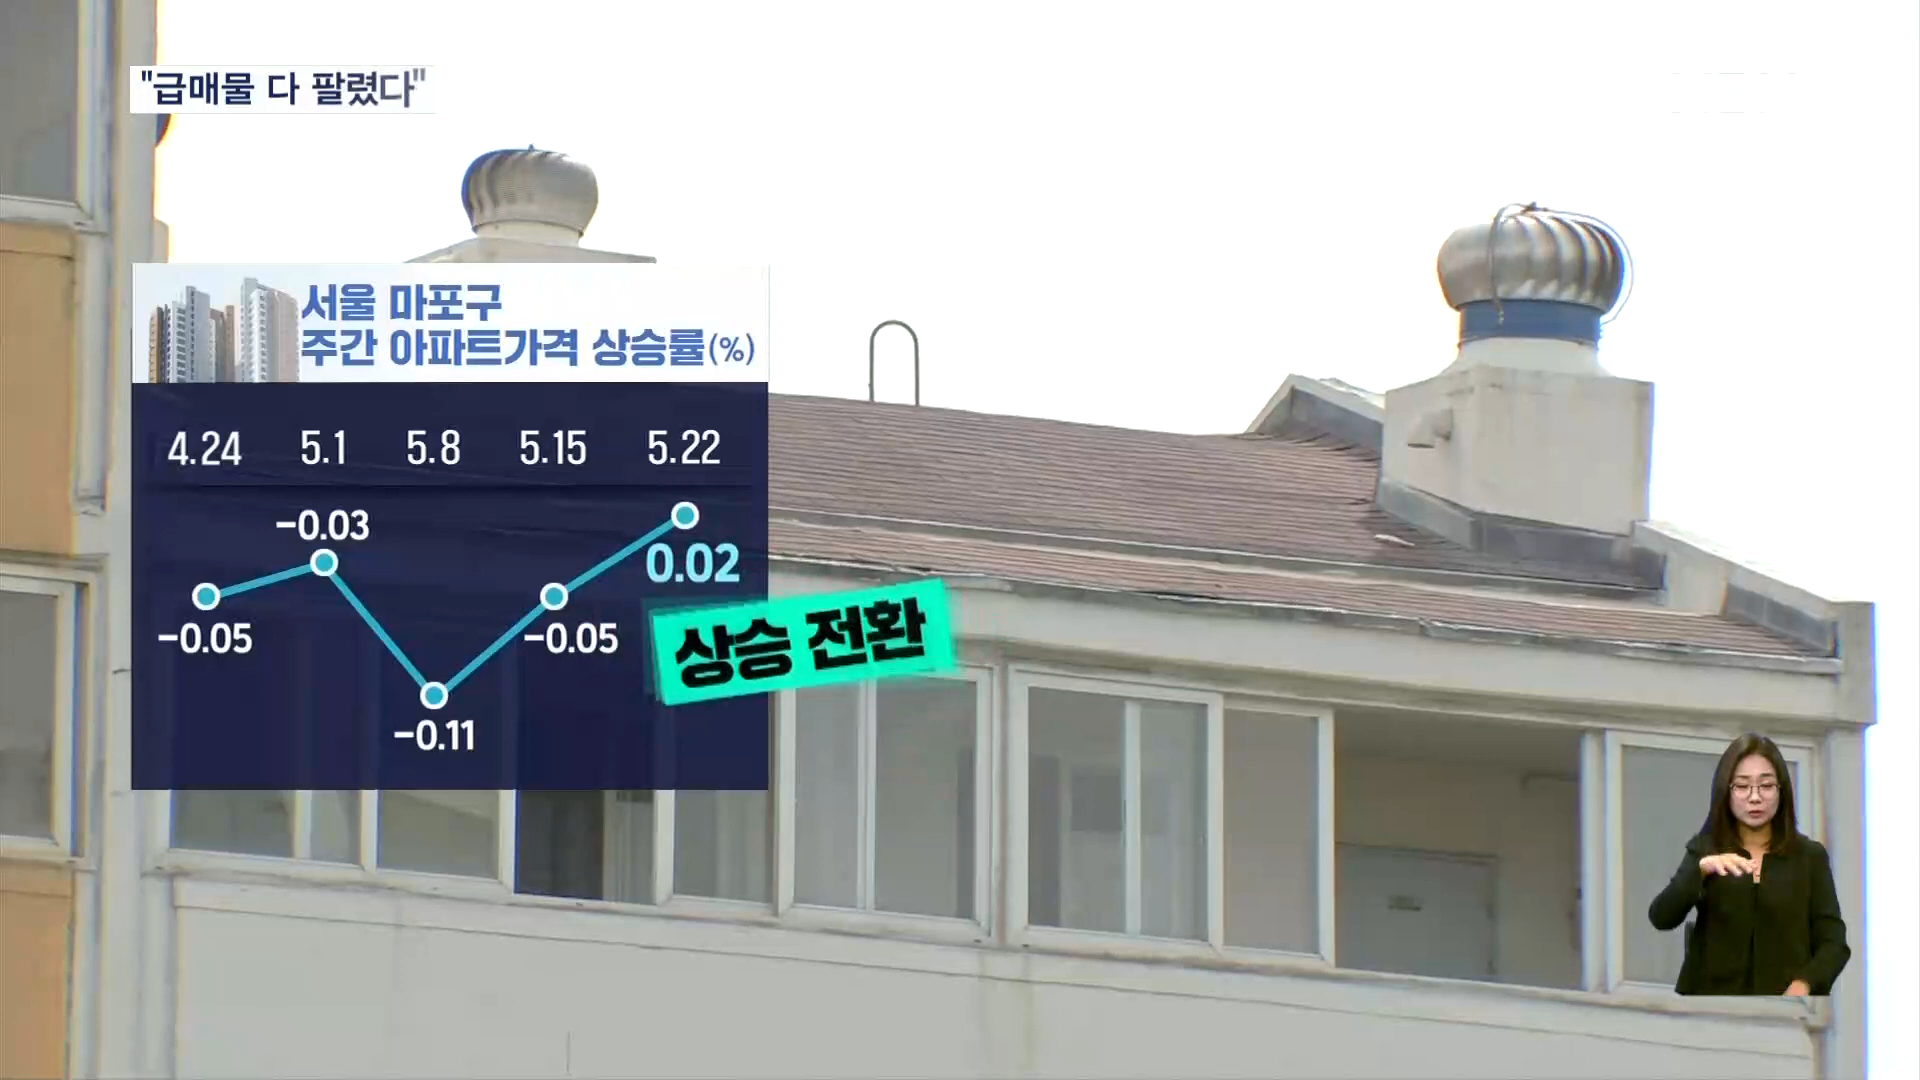 "급매물 다 팔렸다"
서울 마포구
주간 아파트가격 상승률(%)
4.24 5.1 5.8 5.15 5.22
-0.05 -0.03 -0.11 -0.05 0.02
상승 전환